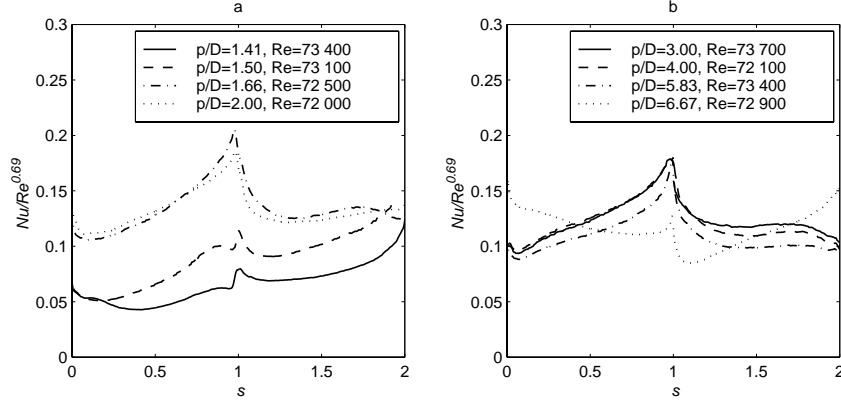 a
0.3
0.25
0.2
0.15
0.1
0.05
0
0
0.5
1
1.5
2
s
Nu/Re^0.69
p/D=1.41, Re=73 400
p/D=1.50, Re=73 100
p/D=1.66, Re=72 500
p/D=2.00, Re=72 000
b
0.3
0.25
0.2
0.15
0.1
0.05
0
0
0.5
1
1.5
2
s
Nu/Re^0.69
p/D=3.00, Re=73 700
p/D=4.00, Re=72 100
p/D=5.83, Re=73 400
p/D=6.67, Re=72 900